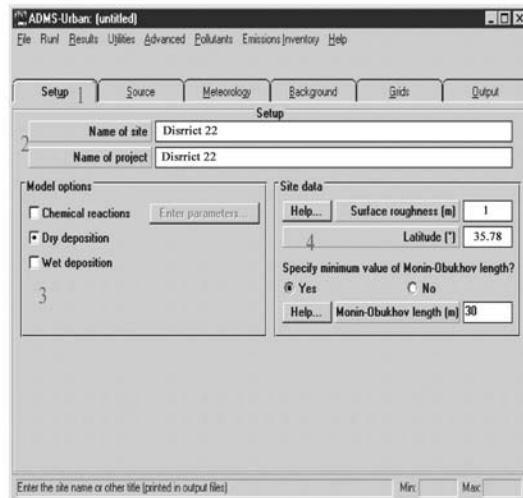 ADMS-Urban: (untitled)
File Run! Results Utilities Advanced Pollutants Emissions Inventory Help
Setup 1 Source Meteorology Background Grids Output
Setup
2 Name of site Disrrict 22
Name of project Disrrict 22
Model options
Chemical reactions Enter parameters...
Dry deposition
Wet deposition
3
Site data
Help... Surface roughness (m) 1
4 Latitude (°) 35.78
Specify minimum value of Monin-Obukhov length?
Yes No
Help... Monin-Obukhov length (m) 30
Enter the site name or other title (printed in output files) Min: Max: